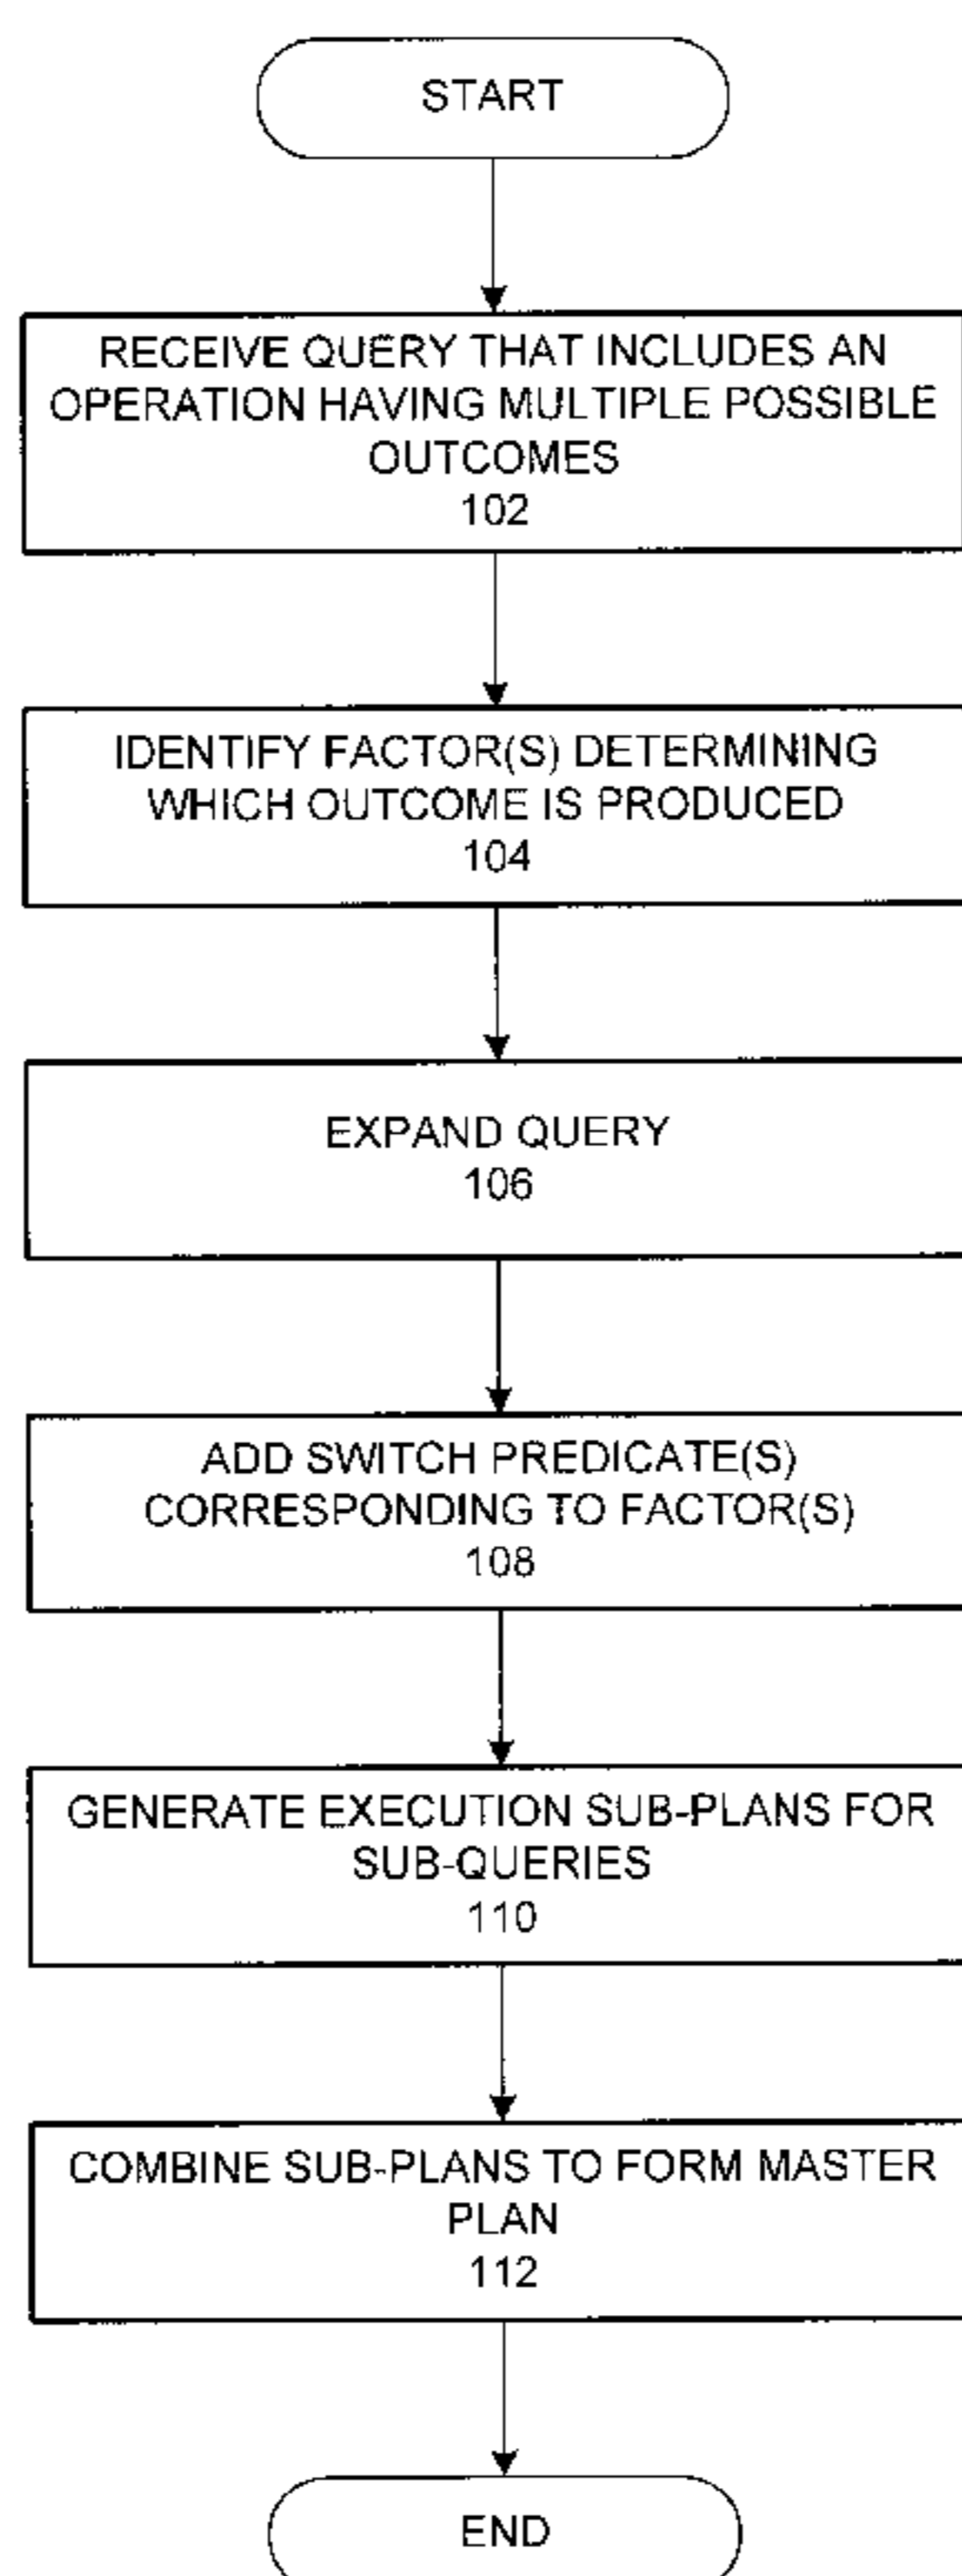 START
RECEIVE QUERY THAT INCLUDES AN
OPERATION HAVING MULTIPLE POSSIBLE
OUTCOMES
102
IDENTIFY FACTOR(S) DETERMINING
WHICH OUTCOME IS PRODUCED
104
EXPAND QUERY
106
ADD SWITCH PREDICATE(S)
CORRESPONDING TO FACTOR(S)
108
GENERATE EXECUTION SUB-PLANS FOR
SUB-QUERIES
110
COMBINE SUB-PLANS TO FORM MASTER
PLAN
112
END